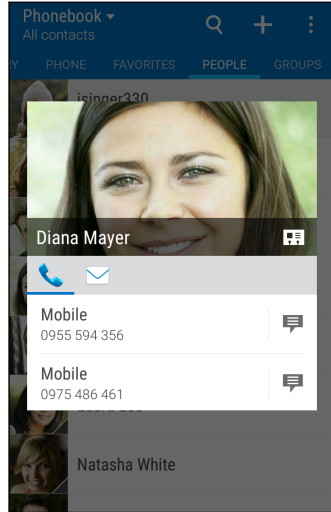 Phonebook
All contacts
Y PHONE FAVORITES PEOPLE GROUPS
isinger330
Diana Mayer
Mobile
0955 594 356
Mobile
0975 486 461
Natasha White